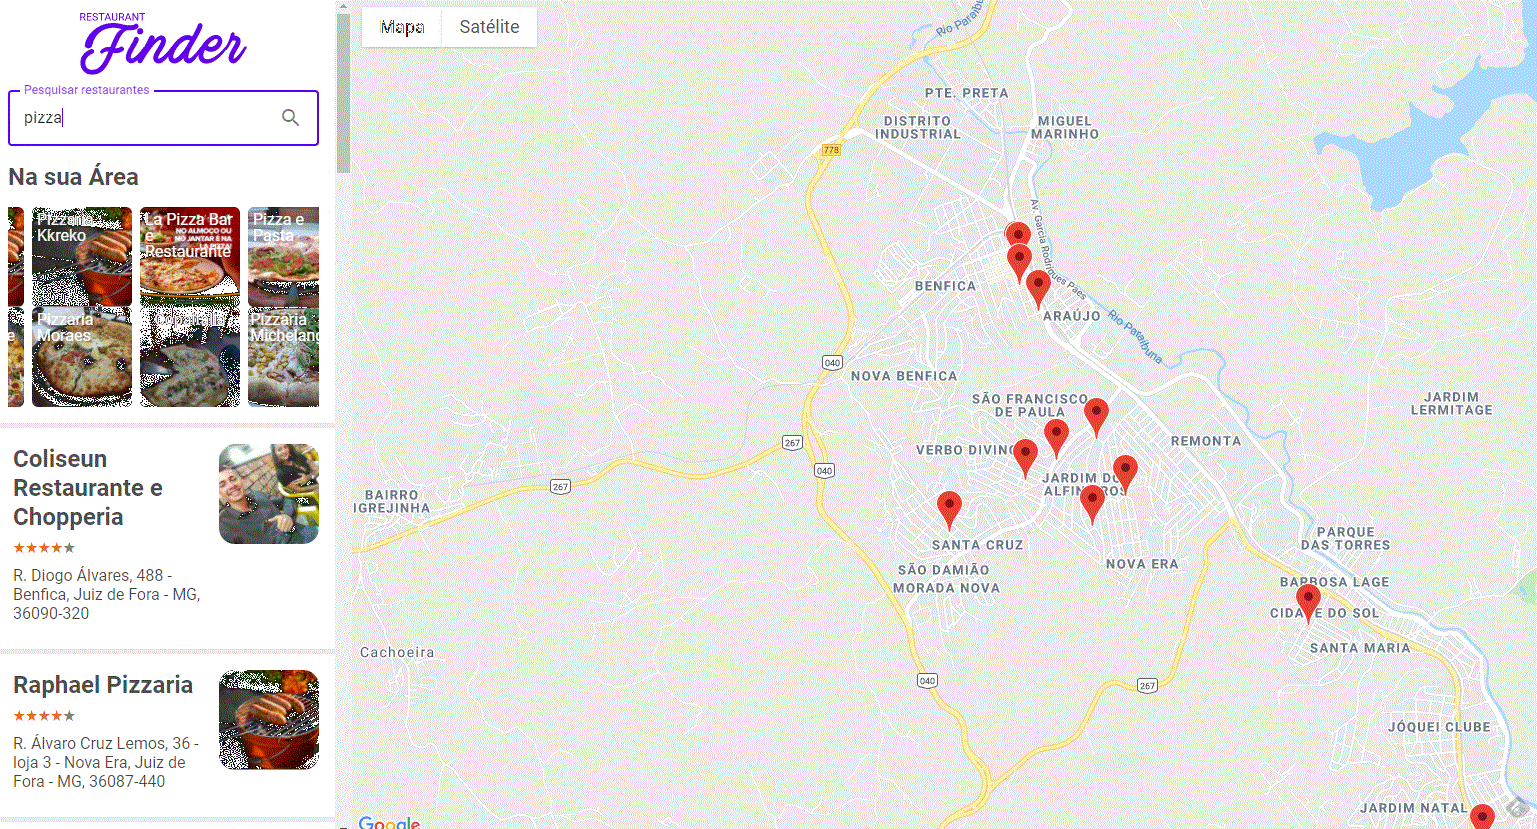 RESTAURANT
Finder
Pesquisar restaurantes
pizza
Na sua Área
Pizzaria
Kkreko
La Pizza Bar
e
Restaurante
NO ALMOÇO OU
NO JANTAR É NA
Pizza e
Pasta
e
Pizzaria
Moraes
Pizzaria
Michelang
Coliseun
Restaurante e
Chopperia
R. Diogo Álvares, 488 -
Benfica, Juiz de Fora - MG,
36090-320
Raphael Pizzaria
R. Álvaro Cruz Lemos, 36 -
loja 3 - Nova Era, Juiz de
Fora - MG, 36087-440
Mapa
Satélite
Rio Paraíb
PTE. PRETA
DISTRITO
INDUSTRIAL
MIGUEL
MARINHO
778
Av. Garcia Rodrigues Paes
BENFICA
ARAÚJO
Rio Paraibuna
040
NOVA BENFICA
SÃO FRANCISCO
DE PAULA
JARDIM
LERMITAGE
267
VERBO DIVINO
REMONTA
040
JARDIM DO
ALFINEIROS
267
BAIRRO
IGREJINHA
SANTA CRUZ
PARQUE
DAS TORRES
SÃO DAMIÃO
NOVA ERA
MORADA NOVA
BARBOSA LAGE
CIDADE DO SOL
Cachoeira
SANTA MARIA
040
267
JÓQUEI CLUBE
JARDIM NATAL
Google